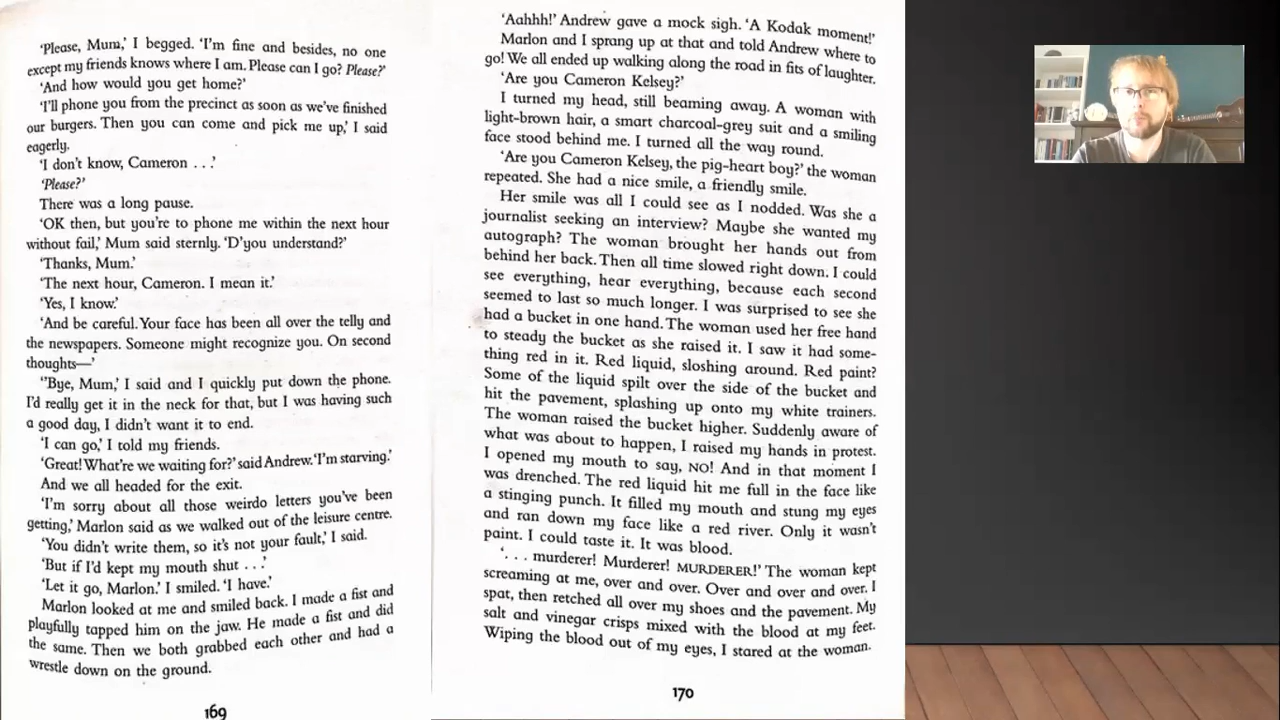 'Please, Mum,' I begged. 'I'm fine and besides, no one
except my friends knows where I am. Please can I go? Please?'
'And how would you get home?'
'I'll phone you from the precinct as soon as we've finished
our burgers. Then you can come and pick me up,' I said
eagerly.
'I don't know, Cameron . . .'
'Please?'
There was a long pause.
'OK then, but you're to phone me within the next hour
without fail,' Mum said sternly. 'D'you understand?'
'Thanks, Mum.'
'The next hour, Cameron. I mean it.'
'Yes, I know.'
'And be careful. Your face has been all over the telly and
the newspapers. Someone might recognize you. On second
thoughts—'
''Bye, Mum,' I said and I quickly put down the phone.
I'd really get it in the neck for that, but I was having such
a good day, I didn't want it to end.
'I can go,' I told my friends.
'Great! What're we waiting for?' said Andrew. 'I'm starving.'
And we all headed for the exit.
'I'm sorry about all those weirdo letters you've been
getting,' Marlon said as we walked out of the leisure centre.
'You didn't write them, so it's not your fault,' I said.
'But if I'd kept my mouth shut . . .'
'Let it go, Marlon.' I smiled. 'I have.'
Marlon looked at me and smiled back. I made a fist and
playfully tapped him on the jaw. He made a fist and did
the same. Then we both grabbed each other and had a
wrestle down on the ground.
169
'Aahhh!' Andrew gave a mock sigh. 'A Kodak moment!'
Marlon and I sprang up at that and told Andrew where to
go! We all ended up walking along the road in fits of laughter.
'Are you Cameron Kelsey?'
I turned my head, still beaming away. A woman with
light-brown hair, a smart charcoal-grey suit and a smiling
face stood behind me. I turned all the way round.
'Are you Cameron Kelsey, the pig-heart boy?' the woman
repeated. She had a nice smile, a friendly smile.
Her smile was all I could see as I nodded. Was she a
journalist seeking an interview? Maybe she wanted my
autograph? The woman brought her hands out from
behind her back. Then all time slowed right down. I could
see everything, hear everything, because each second
seemed to last so much longer. I was surprised to see she
had a bucket in one hand. The woman used her free hand
to steady the bucket as she raised it. I saw it had some-
thing red in it. Red liquid, sloshing around. Red paint?
Some of the liquid spilt over the side of the bucket and
hit the pavement, splashing up onto my white trainers.
The woman raised the bucket higher. Suddenly aware of
what was about to happen, I raised my hands in protest.
I opened my mouth to say, NO! And in that moment I
was drenched. The red liquid hit me full in the face like
a stinging punch. It filled my mouth and stung my eyes
and ran down my face like a red river. Only it wasn't
paint. I could taste it. It was blood.
'. . . murderer! Murderer! MURDERER!' The woman kept
screaming at me, over and over. Over and over and over. I
spat, then retched all over my shoes and the pavement. My
salt and vinegar crisps mixed with the blood at my feet.
Wiping the blood out of my eyes, I stared at the woman.
170